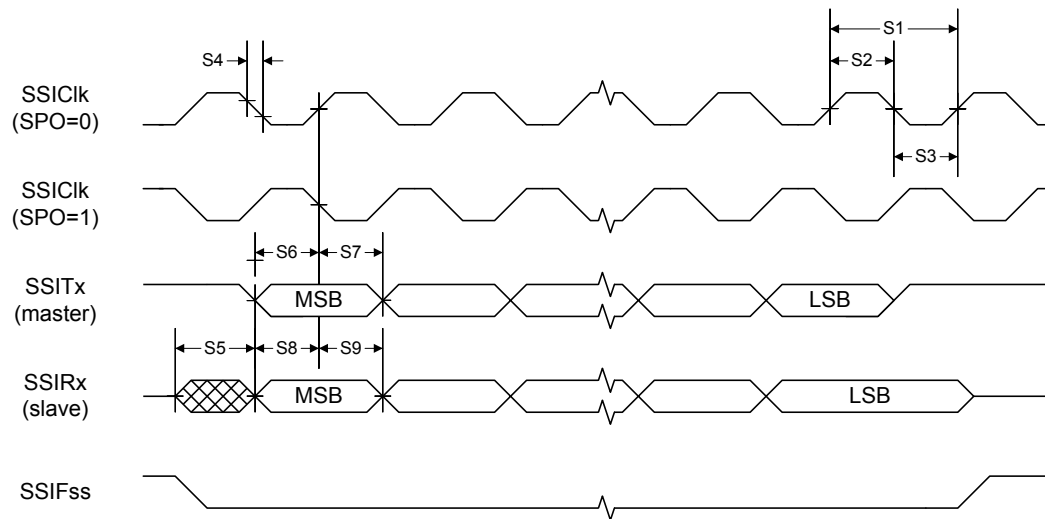 S1
S4
S2
SSIClk
(SPO=0)
S3
SSIClk
(SPO=1)
S6
S7
SSITx
(master)
MSB
LSB
S5
S8
S9
SSIRx
(slave)
MSB
LSB
SSIFss